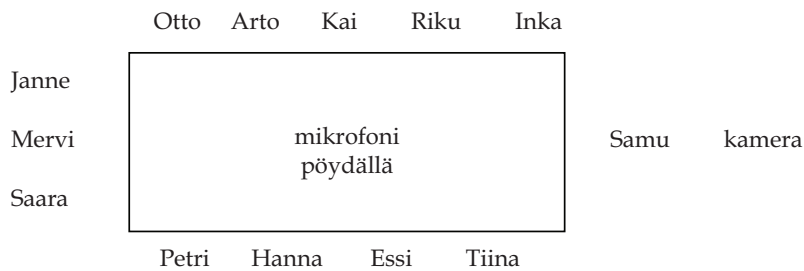 Otto Arto Kai Riku Inka
Janne
Mervi
mikrofoni
pöydällä
Samu kamera
Saara
Petri Hanna Essi Tiina